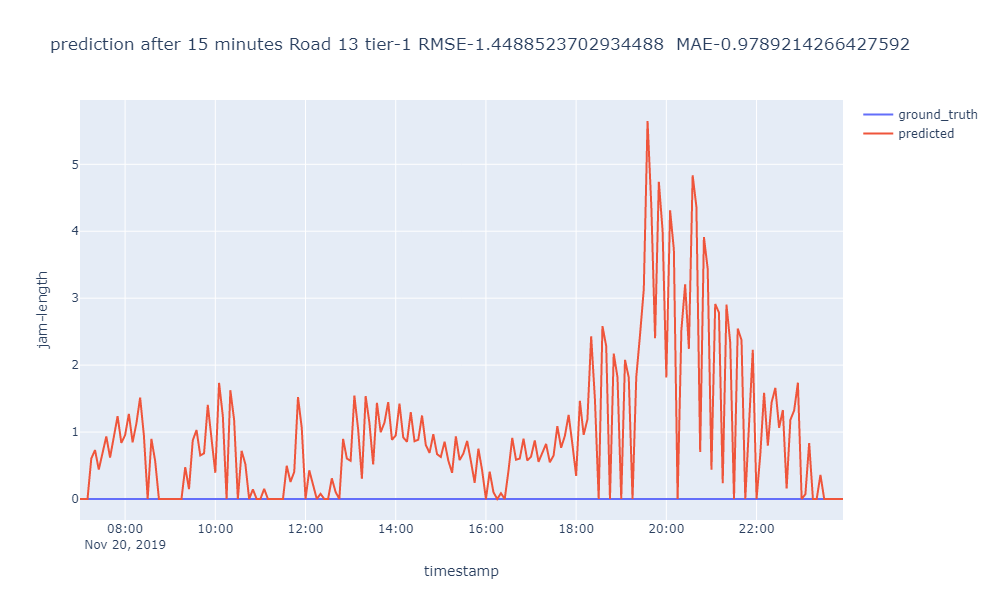 prediction after 15 minutes Road 13 tier-1 RMSE-1.4488523702934488  MAE-0.9789214266427592
ground_truth
predicted
5
4
3
2
1
0
jam-length
08:00
10:00
12:00
14:00
16:00
18:00
20:00
22:00
Nov 20, 2019
timestamp